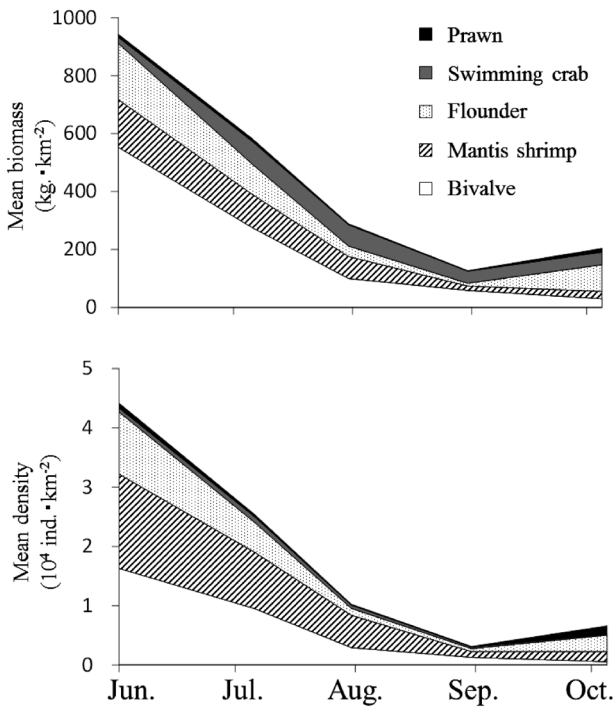 1000
800
600
400
200
0
Mean biomass
(kg.・km⁻²)
Prawn
Swimming crab
Flounder
Mantis shrimp
Bivalve
5
4
3
2
1
0
Mean density
(10⁴ ind.・km⁻²)
Jun. Jul. Aug. Sep. Oct.